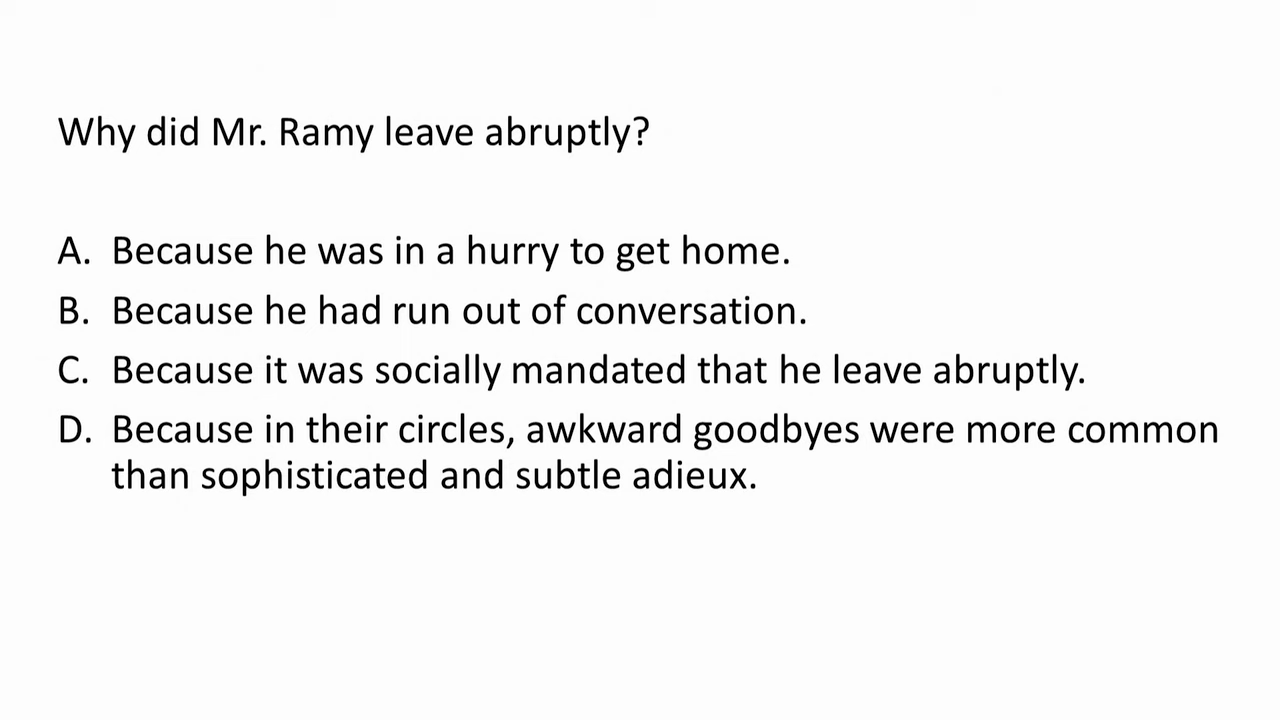 Why did Mr. Ramy leave abruptly?
A. Because he was in a hurry to get home.
B. Because he had run out of conversation.
C. Because it was socially mandated that he leave abruptly.
D. Because in their circles, awkward goodbyes were more common
than sophisticated and subtle adieux.